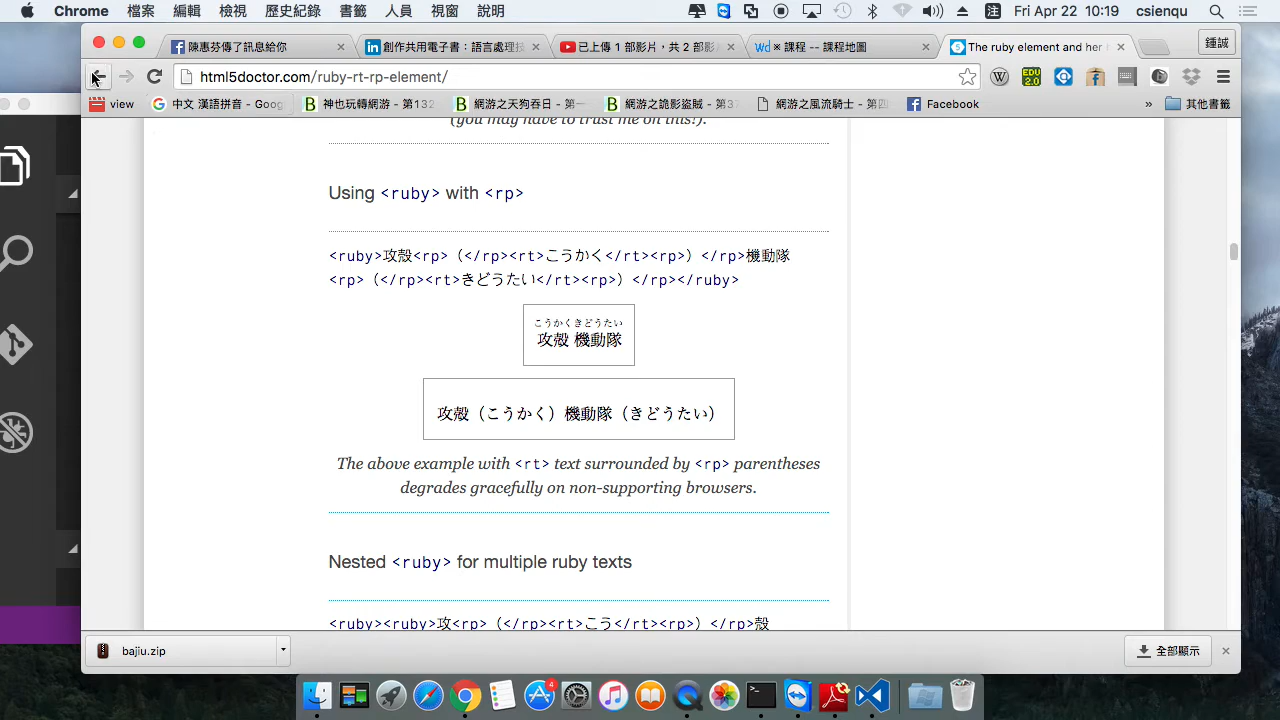 Chrome 檔案 編輯 檢視 歷史紀錄 書籤 人員 視窗 說明 注 Fri Apr 22 10:19 csienqu
陳惠芬傳了訊息給你 創作共用電子書：語言處理技 已上傳 1 部影片，共 2 部影片 Wd ※ 課程 -- 課程地圖 The ruby element and her h 鍾誠
html5doctor.com/ruby-rt-rp-element/
view 中文 漢語拼音 - Goog 神也玩轉網游 - 第132 網游之天狗吞日 - 第一 網游之詭影盜賊 - 第37 網游之風流騎士 - 第四 Facebook » 其他書籤
(you may have to trust me on this!).
Using <ruby> with <rp>
<ruby>攻殻<rp>（</rp><rt>こうかく</rt><rp>）</rp>機動隊
<rp>（</rp><rt>きどうたい</rt><rp>）</rp></ruby>
こうかくきどうたい
攻殻 機動隊
攻殻（こうかく）機動隊（きどうたい）
The above example with <rt> text surrounded by <rp> parentheses
degrades gracefully on non-supporting browsers.
Nested <ruby> for multiple ruby texts
<ruby><ruby>攻<rp>（</rp><rt>こう</rt><rp>）</rp>殻
bajiu.zip 全部顯示
4